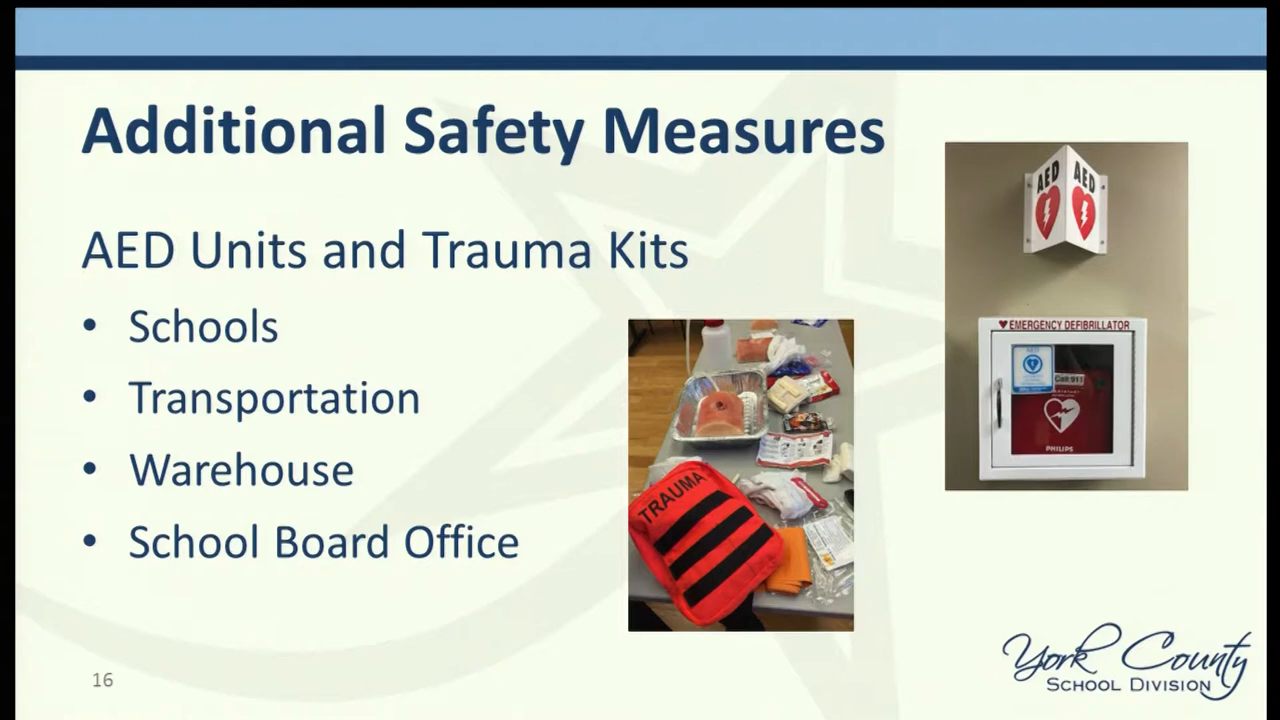 Additional Safety Measures
AED Units and Trauma Kits
• Schools
• Transportation
• Warehouse
• School Board Office
TRAUMA
AED AED
♥EMERGENCY DEFIBRILLATOR
Call 911
PHILIPS
16
York County
SCHOOL DIVISION